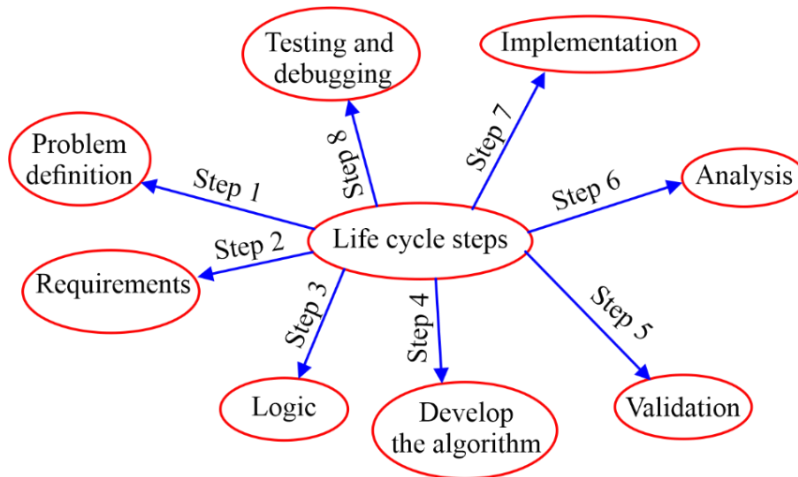 Testing and
debugging
Implementation
Problem
definition
Step 8
Step 7
Step 1
Step 6
Analysis
Life cycle steps
Step 2
Requirements
Step 3
Step 4
Step 5
Logic
Develop
the algorithm
Validation